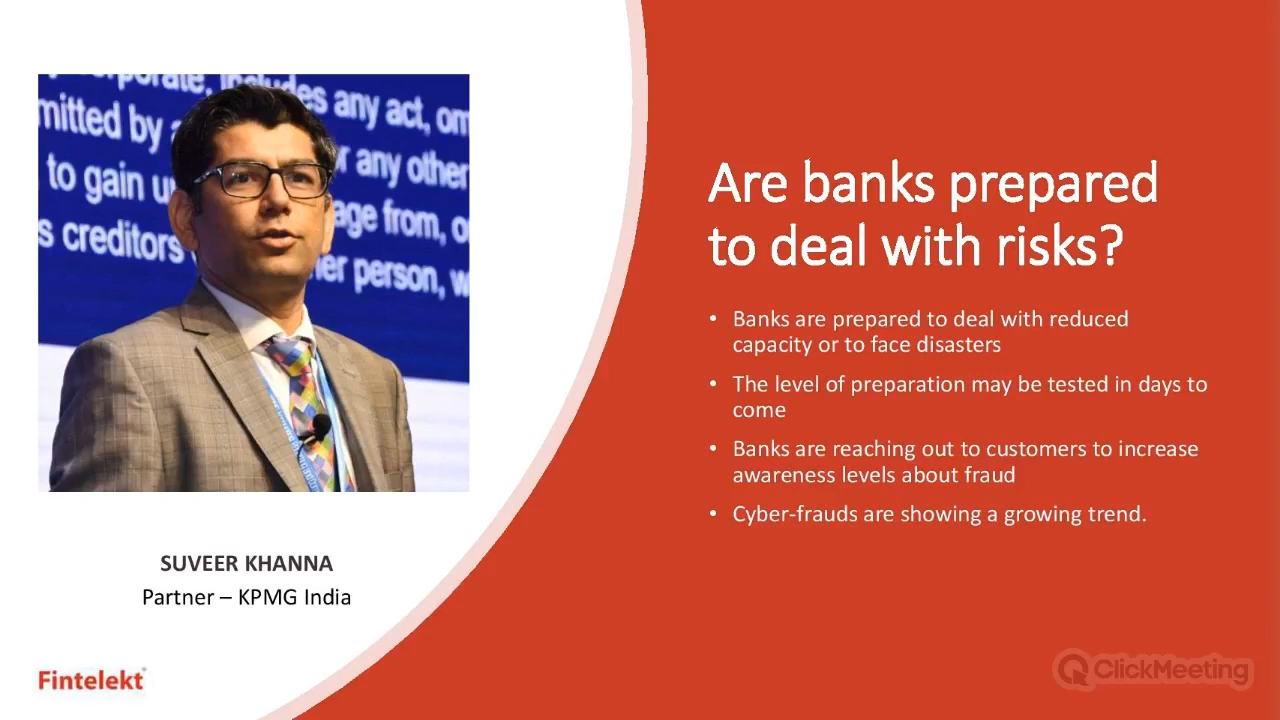 corporate, includes any act, om
mitted by a
r any other
to gain u
age from, o
s creditors
her person, w
SUVEER KHANNA
Partner – KPMG India
Fintelekt
Are banks prepared
to deal with risks?
• Banks are prepared to deal with reduced
capacity or to face disasters
• The level of preparation may be tested in days to
come
• Banks are reaching out to customers to increase
awareness levels about fraud
• Cyber-frauds are showing a growing trend.
ClickMeeting